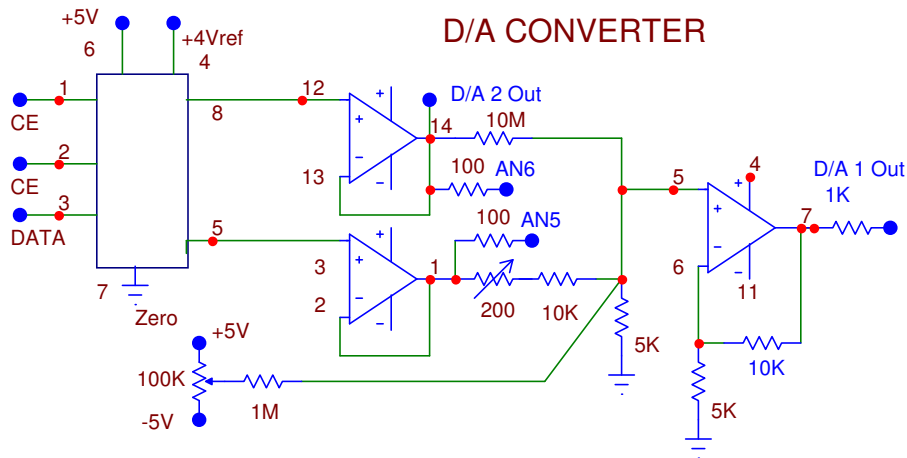 D/A CONVERTER
+5V
+4Vref
6
4
1
CE
2
CE
3
DATA
8
5
7
Zero
12
13
+
-
+
-
14
D/A 2 Out
10M
100
AN6
3
2
+
-
+
-
1
100
AN5
200
10K
5K
+5V
100K
-5V
1M
5
6
+
-
+
-
4
11
7
D/A 1 Out
1K
10K
5K